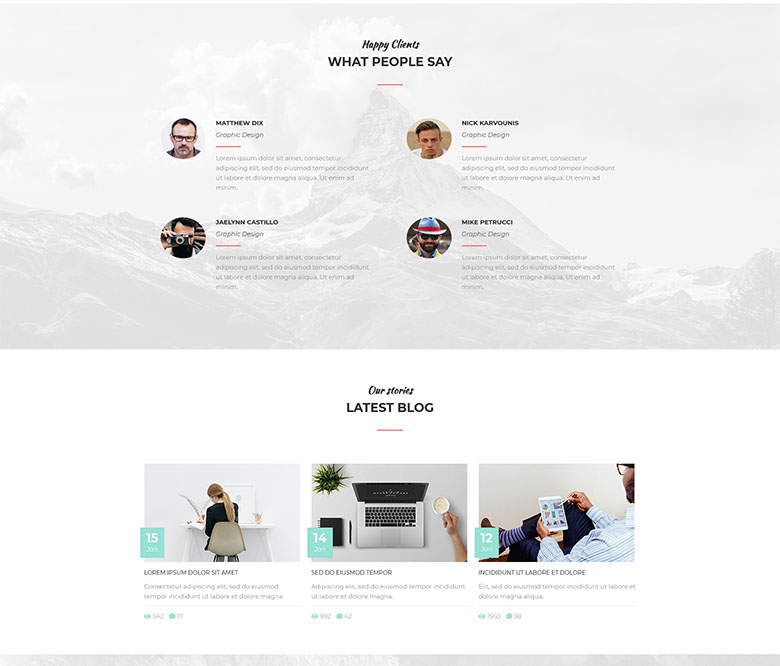 Happy Clients
WHAT PEOPLE SAY
MATTHEW DIX
Graphic Design
Lorem ipsum dolor sit amet, consectetur
adipiscing elit, sed do eiusmod tempor incididunt
ut labore et dolore magna aliqua. Ut enim ad
minim.
NICK KARVOUNIS
Graphic Design
Lorem ipsum dolor sit amet, consectetur
adipiscing elit, sed do eiusmod tempor incididunt
ut labore et dolore magna aliqua. Ut enim ad
minim.
JAELYNN CASTILLO
Graphic Design
Lorem ipsum dolor sit amet, consectetur
adipiscing elit, sed do eiusmod tempor incididunt
ut labore et dolore magna aliqua. Ut enim ad
minim.
MIKE PETRUCCI
Graphic Design
Lorem ipsum dolor sit amet, consectetur
adipiscing elit, sed do eiusmod tempor incididunt
ut labore et dolore magna aliqua. Ut enim ad
minim.
Our stories
LATEST BLOG
15
Jan
LOREM IPSUM DOLOR SIT AMET
Consectetur adipiscing elit, sed do eiusmod
tempor incididunt ut labore et dolore magna
542 17
14
Jan
SED DO EIUSMOD TEMPOR
Adipiscing elit, sed do eiusmod tempor incididunt
ut labore et dolore magna.
992 42
12
Jan
INCIDIDUNT UT LABORE ET DOLORE
Elit, sed do eiusmod tempor incididunt ut labore et
dolore magna aliqua.
1560 98